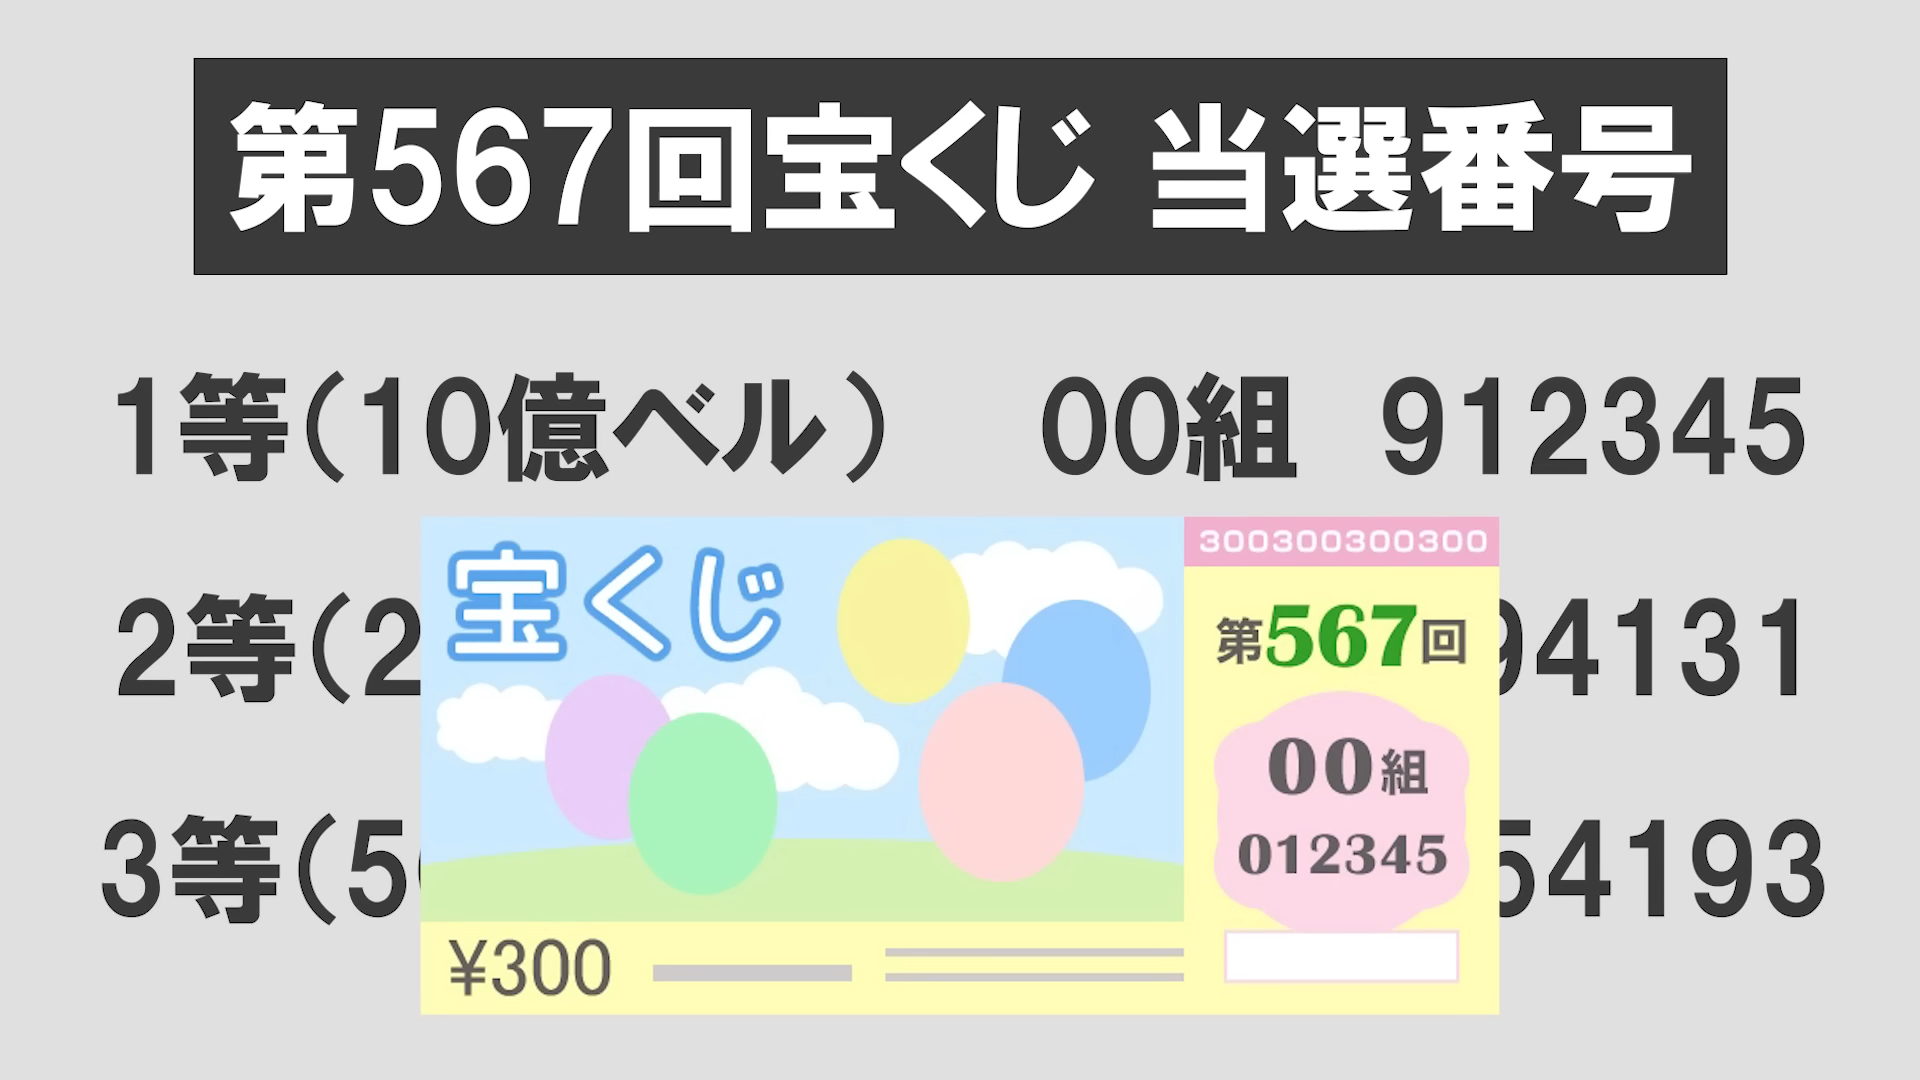 第567回宝くじ 当選番号
1等(10億ベル) 00組 912345
2等(2
94131
3等(5
54193
宝くじ
¥300
300300300300
第567回
00組
012345